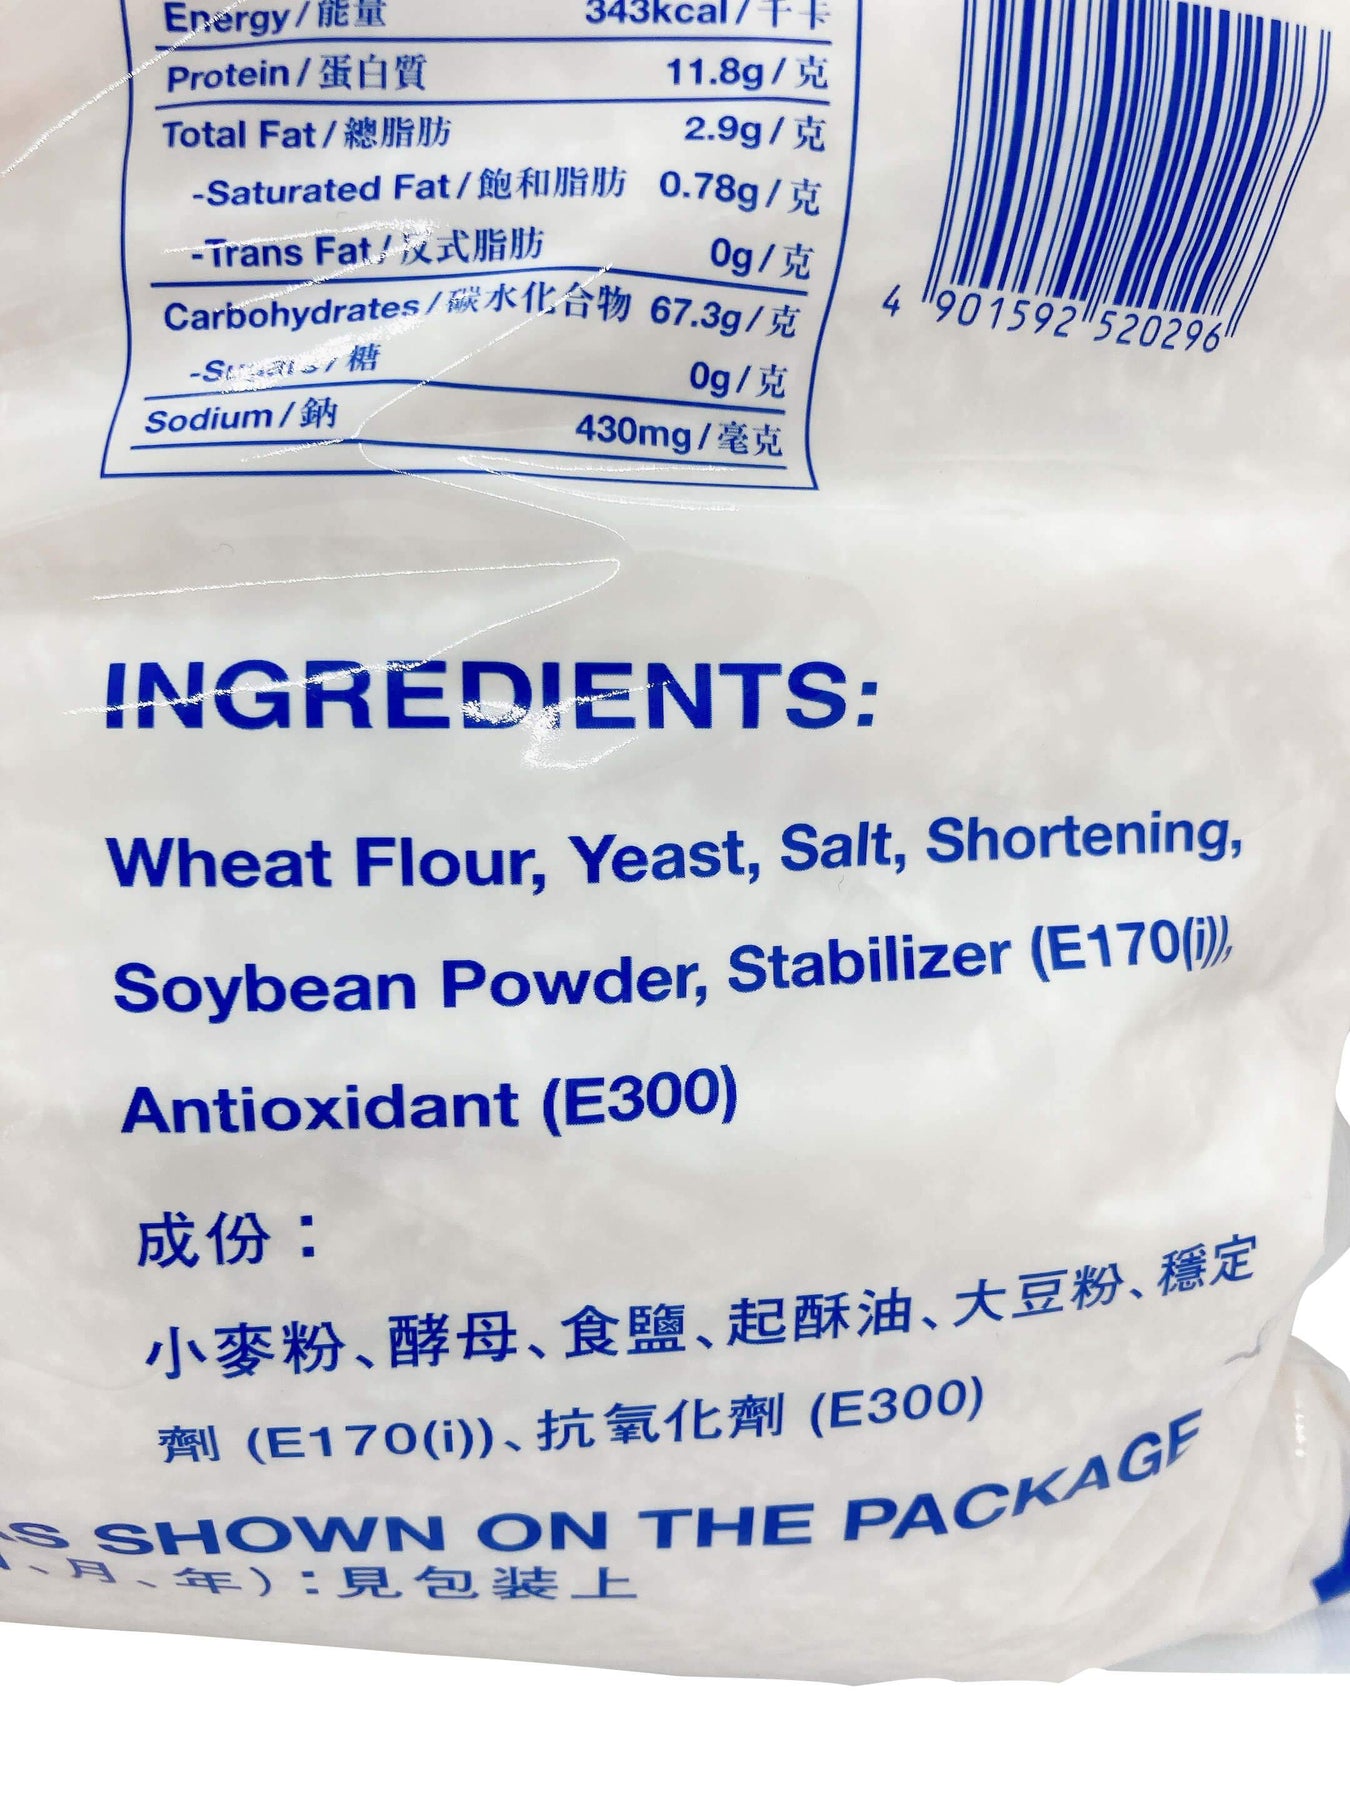 Energy/能量 343kcal/千卡
Protein/蛋白質 11.8g/克
Total Fat/總脂肪 2.9g/克
-Saturated Fat/飽和脂肪 0.78g/克
-Trans Fat/反式脂肪 0g/克
Carbohydrates/碳水化合物 67.3g/克
-Sugars/糖 0g/克
Sodium/鈉 430mg/毫克
4 901592 520296
INGREDIENTS:
Wheat Flour, Yeast, Salt, Shortening,
Soybean Powder, Stabilizer (E170(i)),
Antioxidant (E300)
成份：
小麥粉、酵母、食鹽、起酥油、大豆粉、穩定
劑 (E170(i))、抗氧化劑 (E300)
AS SHOWN ON THE PACKAGE
、月、年)：見包裝上